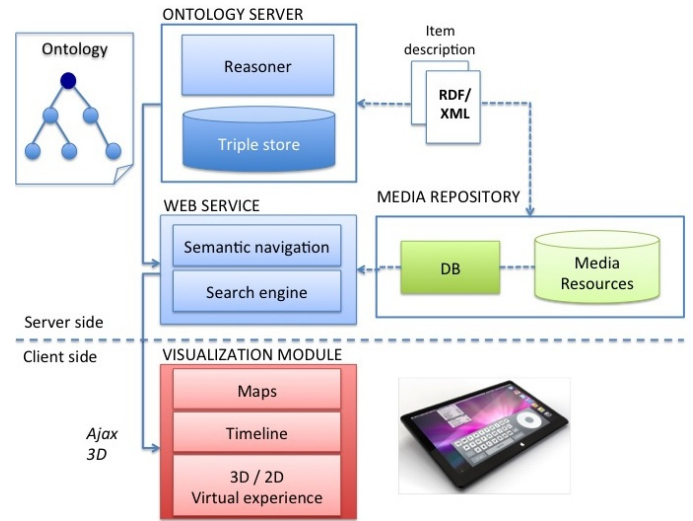 ONTOLOGY SERVER
Ontology
Reasoner
Triple store
Item
description
RDF/
XML
WEB SERVICE
Semantic navigation
Search engine
MEDIA REPOSITORY
DB
Media
Resources
Server side
Client side
VISUALIZATION MODULE
Maps
Timeline
3D / 2D
Virtual experience
Ajax
3D